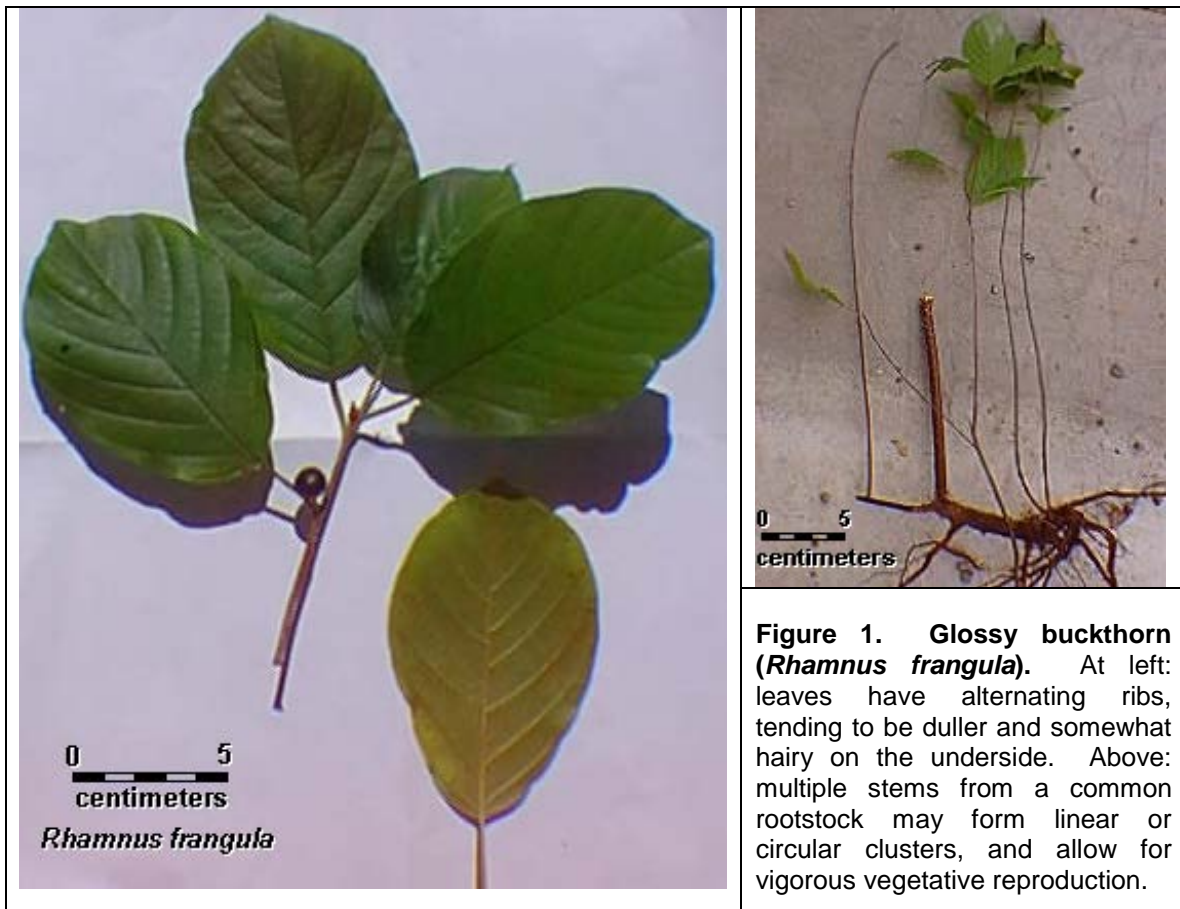 0 5
centimeters
Rhamnus frangula
0 5
centimeters
Figure 1. Glossy buckthorn
(Rhamnus frangula). At left:
leaves have alternating ribs,
tending to be duller and somewhat
hairy on the underside. Above:
multiple stems from a common
rootstock may form linear or
circular clusters, and allow for
vigorous vegetative reproduction.